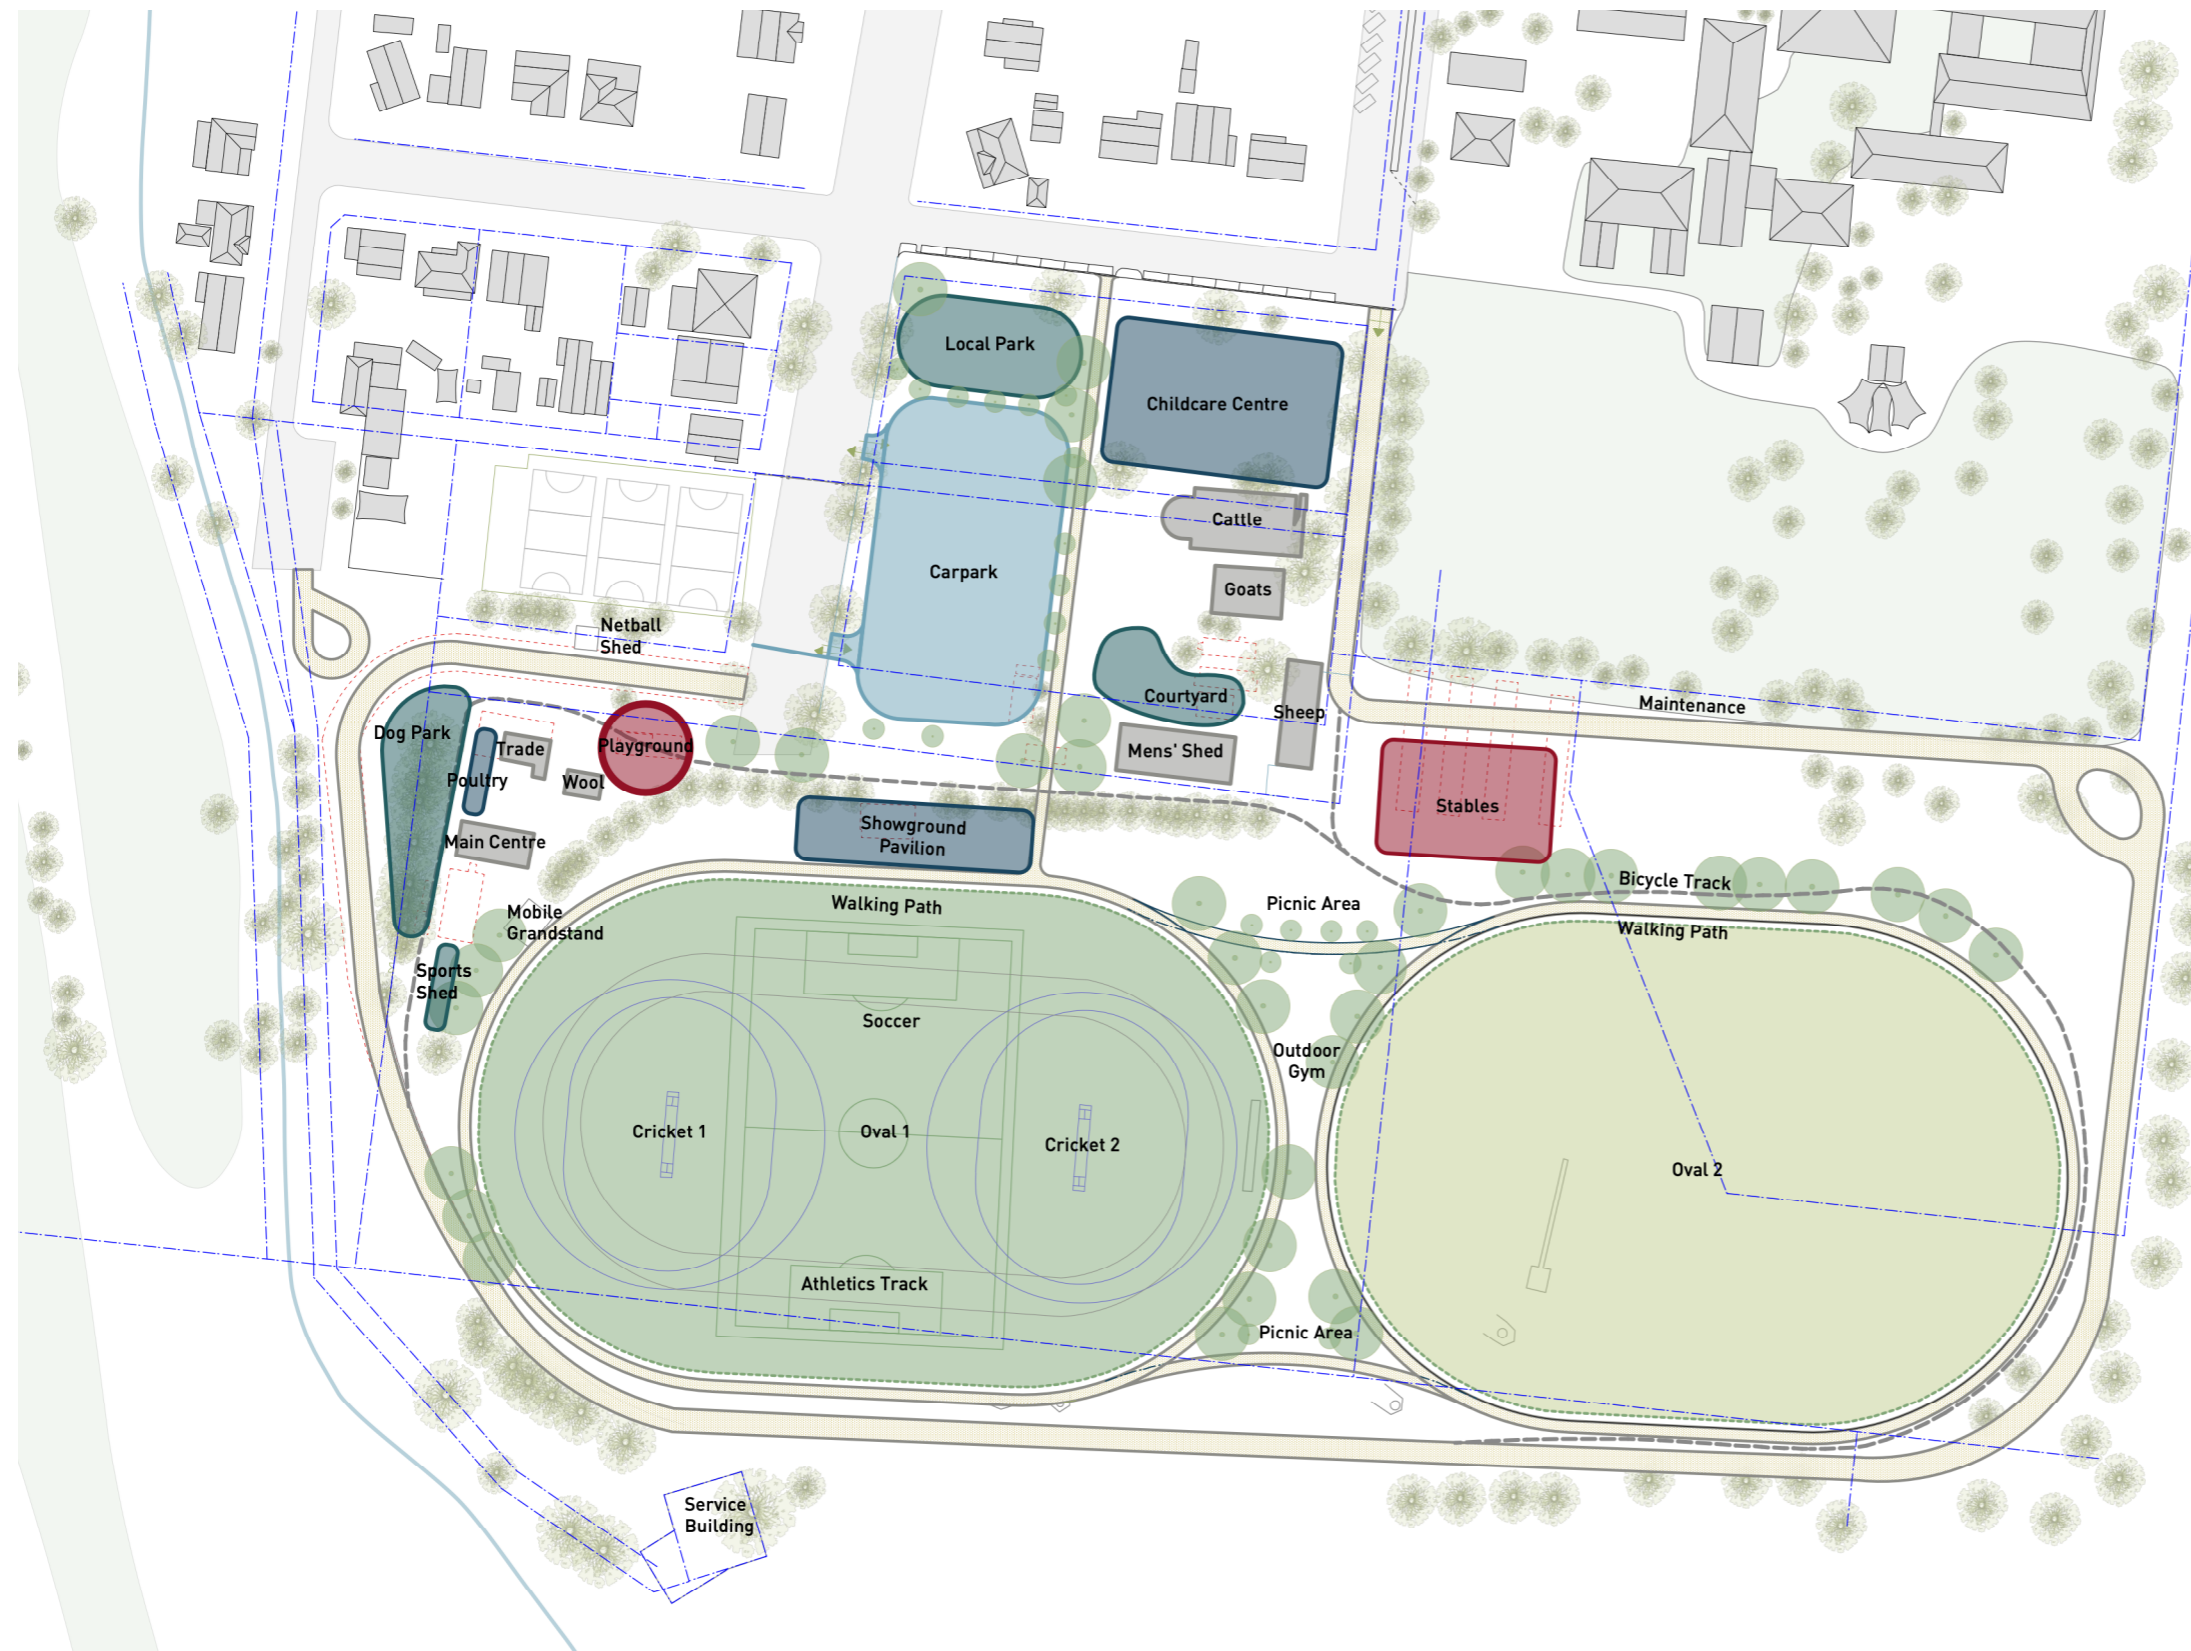 Local Park
Childcare Centre
Cattle
Carpark
Goats
Netball
Shed
Courtyard
Sheep
Maintenance
Dog Park
Trade
Playground
Mens' Shed
Poultry
Wool
Stables
Main Centre
Showground
Pavilion
Bicycle Track
Walking Path
Picnic Area
Mobile
Grandstand
Walking Path
Sports
Shed
Soccer
Outdoor
Gym
Cricket 1
Oval 1
Cricket 2
Oval 2
Athletics Track
Picnic Area
Service
Building